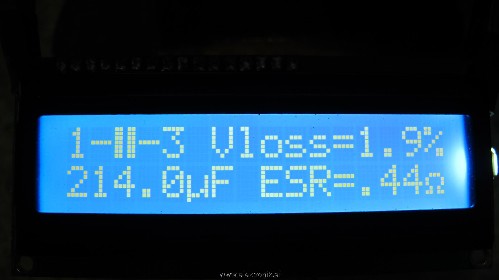 1-||-3 Vloss=1.9%
214.0µF ESR=.44Ω